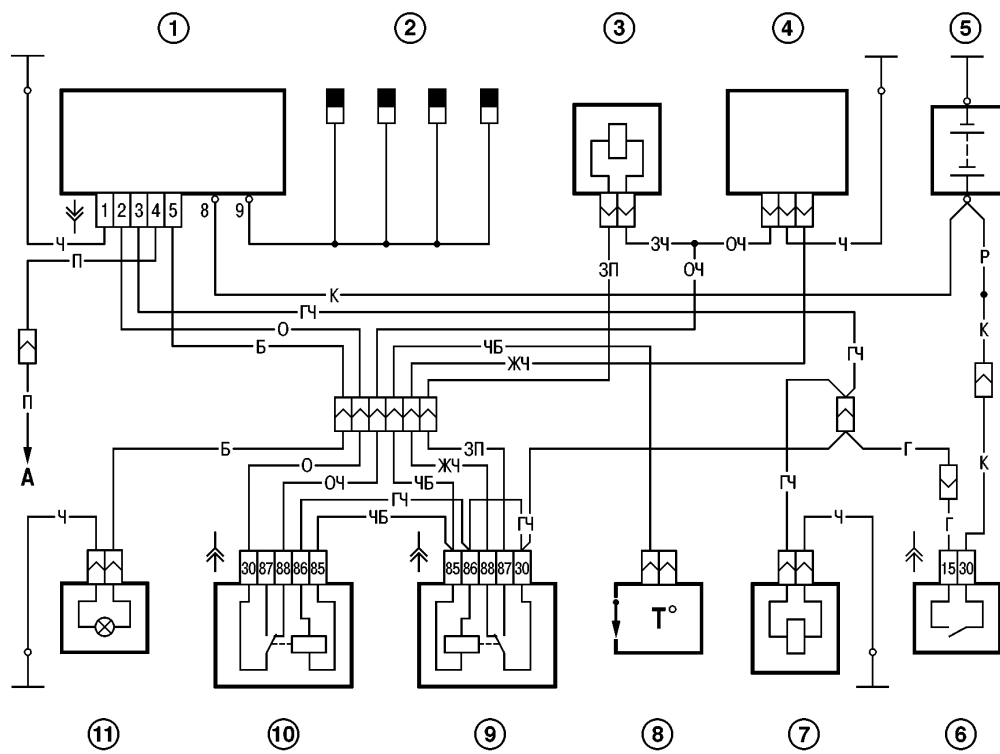 1 2 3 4 5
1 2 3 4 5 8 9
Ч
П
ЗЧ ОЧ Ч
ЗП ОЧ
Р
К
ГЧ
О
Б
ЧБ
ЖЧ
К
ГЧ
П
А
Б
О
ОЧ
ГЧ
ЧБ
ЗП
ЖЧ
ЧБ
ГЧ
Г
К
ГЧ
Г
Ч
Ч
30 87 88 86 85
85 86 88 87 30
15 30
T°
11 10 9 8 7 6